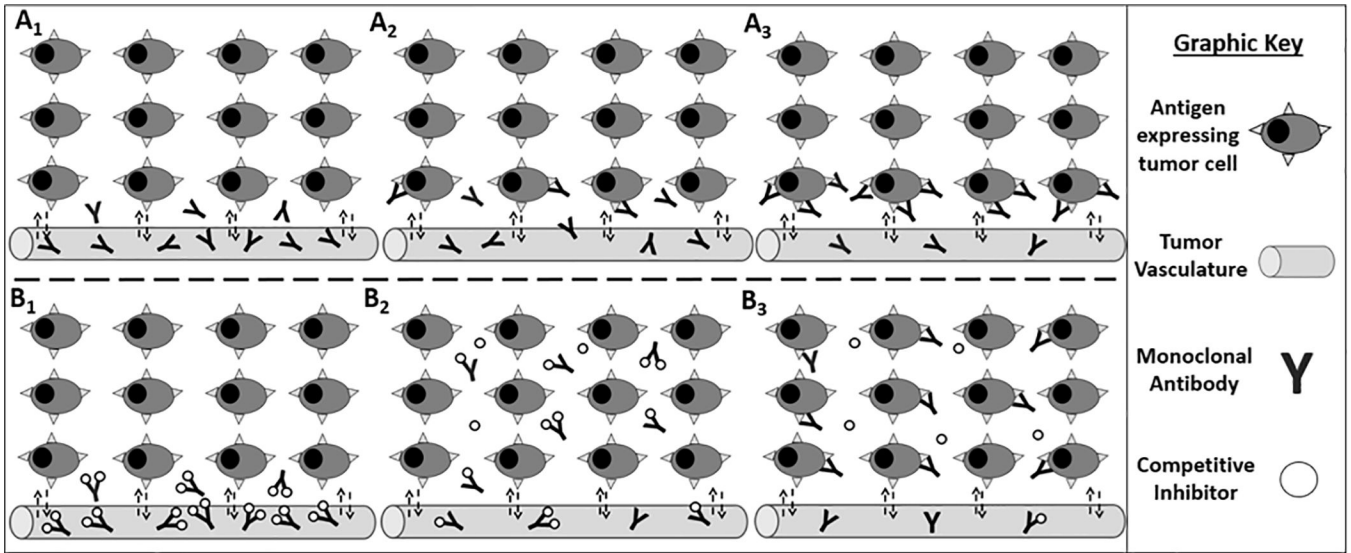 A1
A2
A3
B1
B2
B3
Graphic Key
Antigen
expressing
tumor cell
Tumor
Vasculature
Monoclonal
Antibody
Competitive
Inhibitor